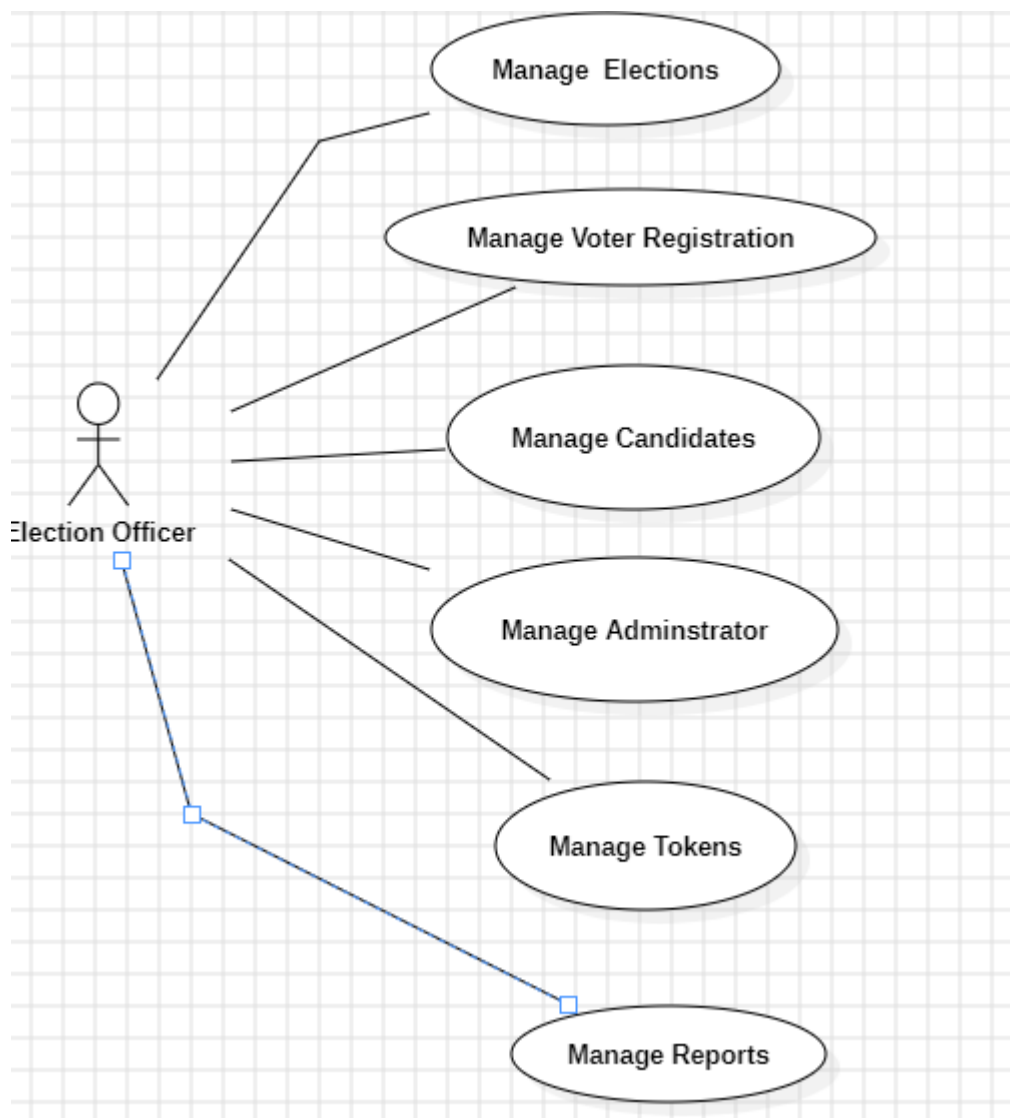 Manage Elections
Manage Voter Registration
Manage Candidates
Election Officer
Manage Adminstrator
Manage Tokens
Manage Reports